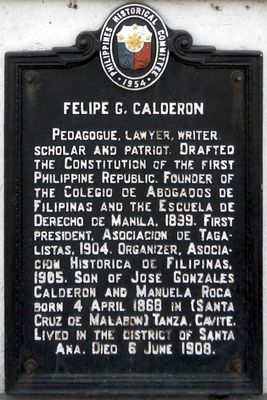 PHILIPPINES HISTORICAL COMMITTEE
1954
FELIPE G. CALDERON
PEDAGOGUE, LAWYER, WRITER
SCHOLAR AND PATRIOT. DRAFTED
THE CONSTITUTION OF THE FIRST
PHILIPPINE REPUBLIC. FOUNDER OF
THE COLEGIO DE ABOGADOS DE
FILIPINAS AND THE ESCUELA DE
DERECHO DE MANILA, 1899. FIRST
PRESIDENT, ASOCIACION DE TAGA-
LISTAS, 1904. ORGANIZER, ASOCIA-
CION HISTORICA DE FILIPINAS,
1905. SON OF JOSE GONZALES
CALDERON AND MANUELA ROCA
BORN 4 APRIL 1868 IN (SANTA
CRUZ DE MALABON) TANZA, CAVITE.
LIVED IN THE DISTRICT OF SANTA
ANA. DIED 6 JUNE 1908.